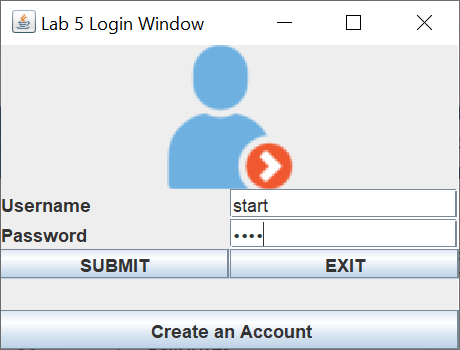 Lab 5 Login Window
Username start
Password ••••
SUBMIT EXIT
Create an Account